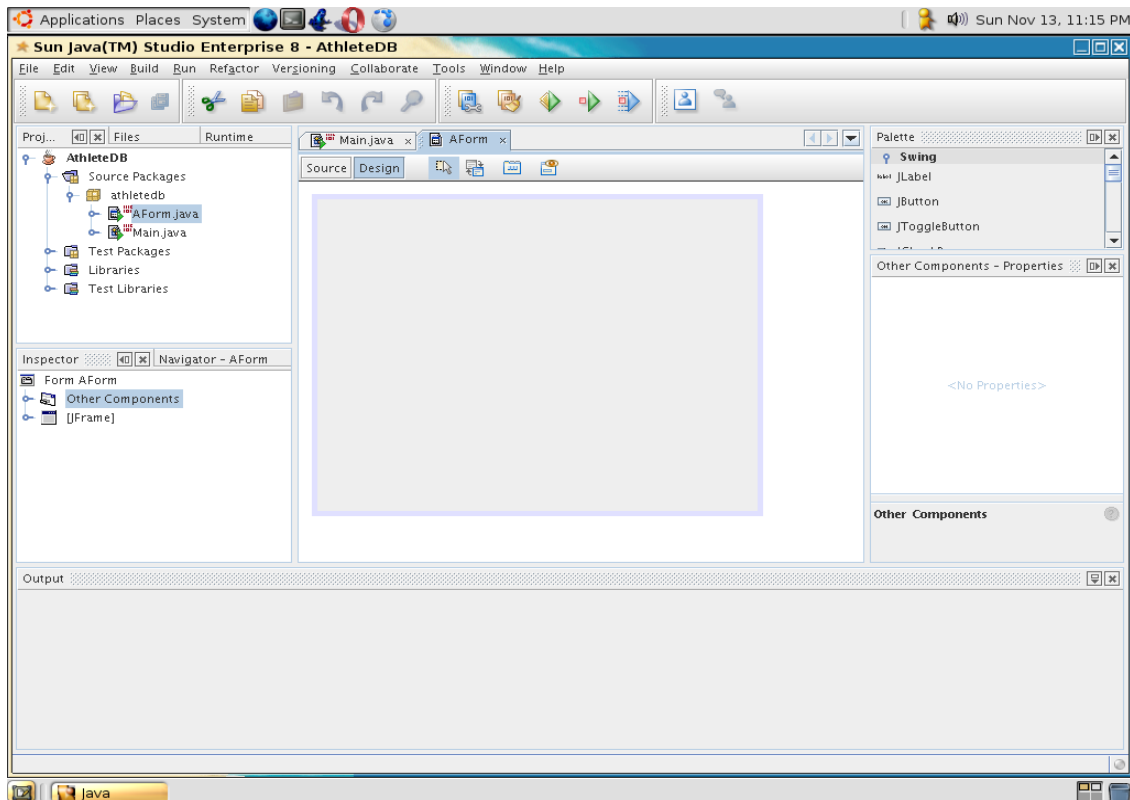 Applications Places System
Sun Nov 13, 11:15 PM
Sun Java(TM) Studio Enterprise 8 - AthleteDB
File Edit View Build Run Refactor Versioning Collaborate Tools Window Help
Proj... Files Runtime
AthleteDB
Source Packages
athletedb
AForm.java
Main.java
Test Packages
Libraries
Test Libraries
Inspector Navigator - AForm
Form AForm
Other Components
[JFrame]
Main.java AForm
Source Design
Palette
Swing
JLabel
JButton
JToggleButton
Other Components - Properties
<No Properties>
Other Components
Output
Java